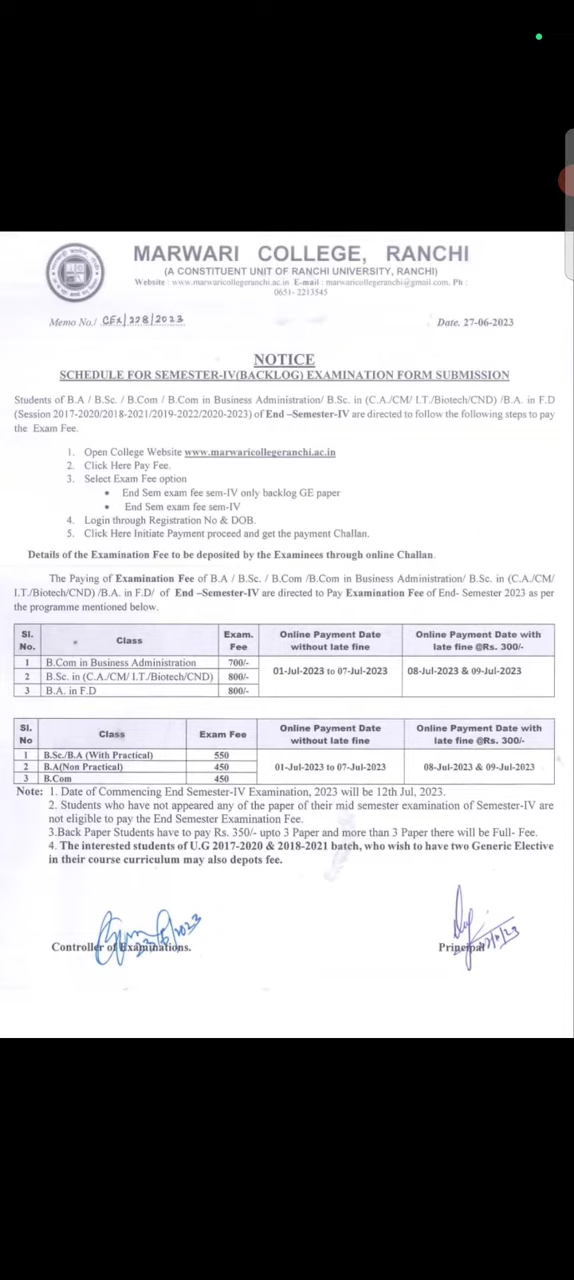 MARWARI COLLEGE, RANCHI
(A CONSTITUENT UNIT OF RANCHI UNIVERSITY, RANCHI)
Website : www.marwaricollegeranchi.ac.in E-mail : marwaricollegeranchi@gmail.com, Ph :
0651- 2213545
Memo No./ CEX/228/2023 Date. 27-06-2023
NOTICE
SCHEDULE FOR SEMESTER-IV(BACKLOG) EXAMINATION FORM SUBMISSION
Students of B.A / B.Sc. / B.Com / B.Com in Business Administration/ B.Sc. in (C.A./CM/ I.T./Biotech/CND) /B.A. in F.D
(Session 2017-2020/2018-2021/2019-2022/2020-2023) of End –Semester-IV are directed to follow the following steps to pay
the Exam Fee.
1. Open College Website www.marwaricollegeranchi.ac.in
2. Click Here Pay Fee.
3. Select Exam Fee option
• End Sem exam fee sem-IV only backlog GE paper
• End Sem exam fee sem-IV
4. Login through Registration No & DOB.
5. Click Here Initiate Payment proceed and get the payment Challan.
Details of the Examination Fee to be deposited by the Examinees through online Challan.
The Paying of Examination Fee of B.A / B.Sc. / B.Com /B.Com in Business Administration/ B.Sc. in (C.A./CM/
I.T./Biotech/CND) /B.A. in F.D/ of End –Semester-IV are directed to Pay Examination Fee of End- Semester 2023 as per
the programme mentioned below.
Sl. No. Class Exam. Fee Online Payment Date without late fine Online Payment Date with late fine @Rs. 300/-
1 B.Com in Business Administration 700/- 01-Jul-2023 to 07-Jul-2023 08-Jul-2023 & 09-Jul-2023
2 B.Sc. in (C.A./CM/ I.T./Biotech/CND) 800/-
3 B.A. in F.D 800/-
Sl. No Class Exam Fee Online Payment Date without late fine Online Payment Date with late fine @Rs. 300/-
1 B.Sc/B.A (With Practical) 550
2 B.A(Non Practical) 450 01-Jul-2023 to 07-Jul-2023 08-Jul-2023 & 09-Jul-2023
3 B.Com 450
Note: 1. Date of Commencing End Semester-IV Examination, 2023 will be 12th Jul, 2023.
2. Students who have not appeared any of the paper of their mid semester examination of Semester-IV are
not eligible to pay the End Semester Examination Fee.
3.Back Paper Students have to pay Rs. 350/- upto 3 Paper and more than 3 Paper there will be Full- Fee.
4. The interested students of U.G 2017-2020 & 2018-2021 batch, who wish to have two Generic Elective
in their course curriculum may also depots fee.
Controller of Examinations. Principal